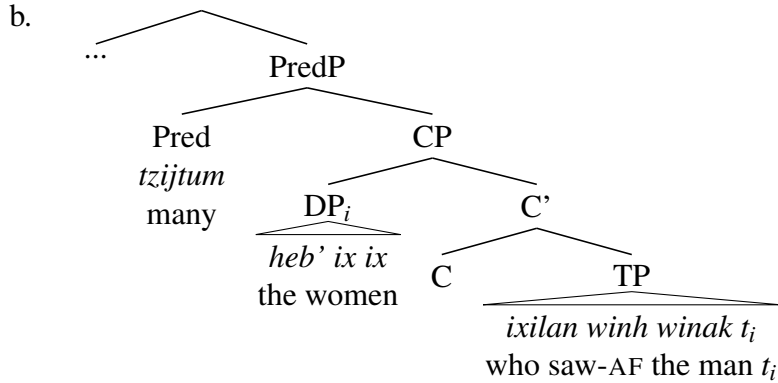 b.
...
PredP
Pred CP
tzijtum
many
DPi C’
heb’ ix ix
the women
C TP
ixilan winh winak ti
who saw-AF the man ti